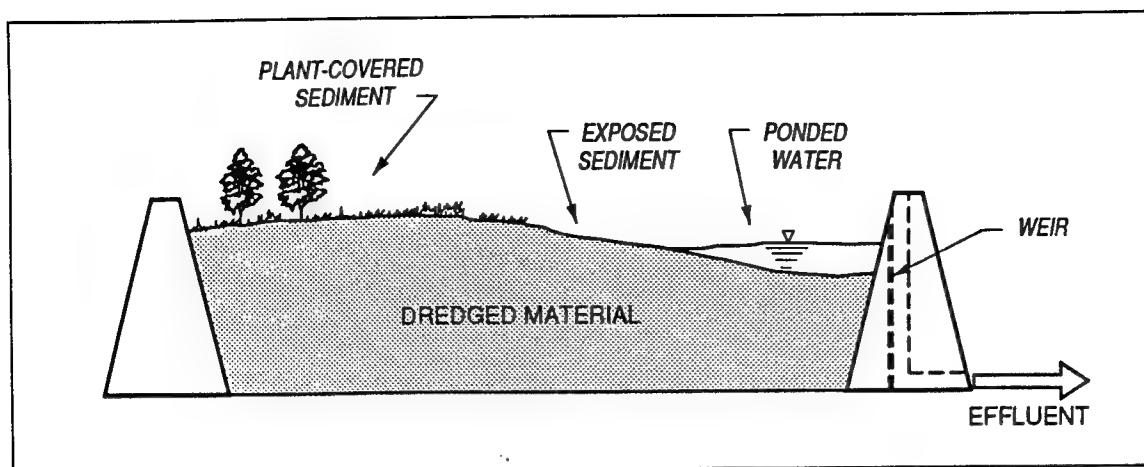 PLANT-COVERED
SEDIMENT
EXPOSED
SEDIMENT
PONDED
WATER
WEIR
DREDGED MATERIAL
EFFLUENT